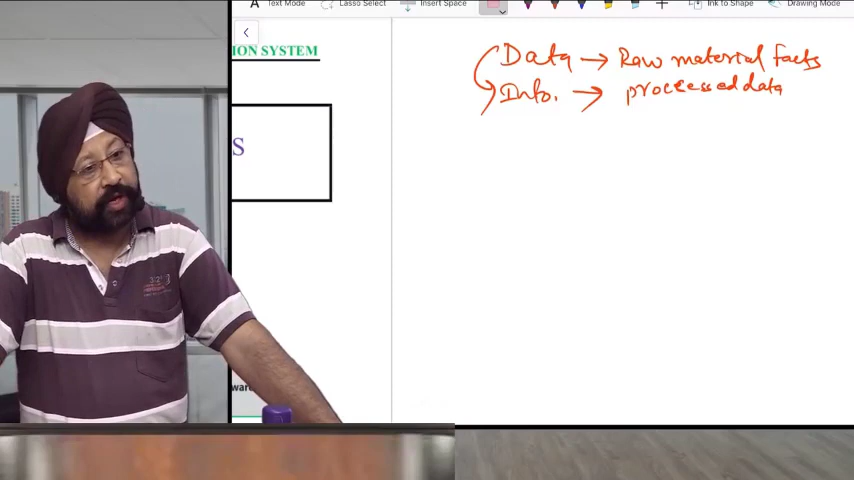 A Text Mode Lasso Select Insert Space Ink to Shape Drawing Mode
ION SYSTEM
S
Data → Raw material facts
Info. → processed data
ware